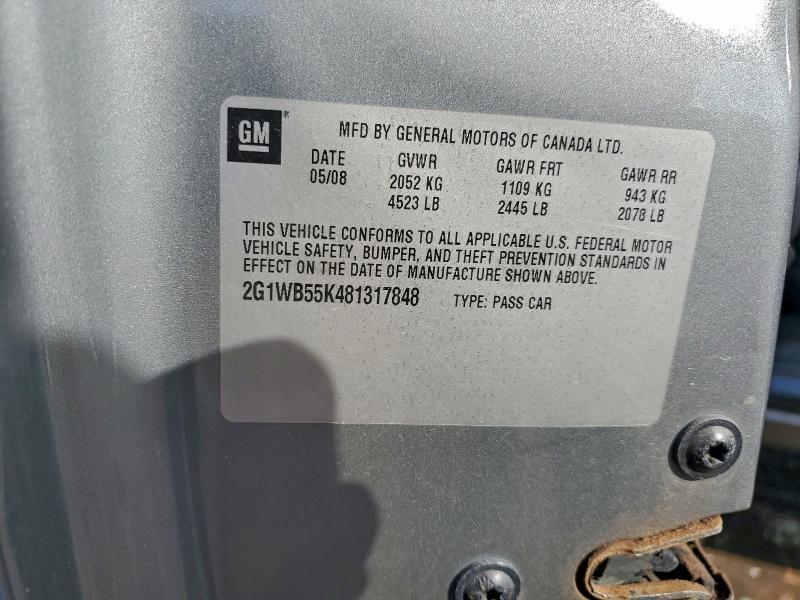 GM®
MFD BY GENERAL MOTORS OF CANADA LTD.
DATE GVWR GAWR FRT GAWR RR
05/08 2052 KG 1109 KG 943 KG
4523 LB 2445 LB 2078 LB
THIS VEHICLE CONFORMS TO ALL APPLICABLE U.S. FEDERAL MOTOR
VEHICLE SAFETY, BUMPER, AND THEFT PREVENTION STANDARDS IN
EFFECT ON THE DATE OF MANUFACTURE SHOWN ABOVE.
2G1WB55K481317848 TYPE: PASS CAR